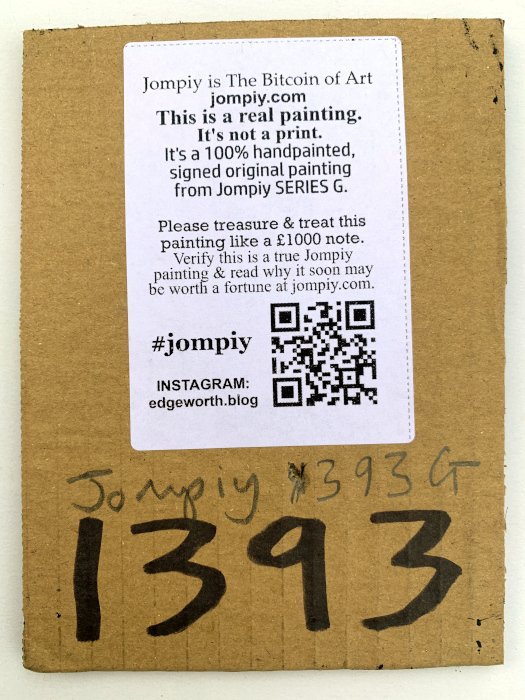 Jompiy is The Bitcoin of Art
jompiy.com
This is a real painting.
It's not a print.
It's a 100% handpainted,
signed original painting
from Jompiy SERIES G.
Please treasure & treat this
painting like a £1000 note.
Verify this is a true Jompiy
painting & read why it soon may
be worth a fortune at jompiy.com.
#jompiy
INSTAGRAM:
edgeworth.blog
Jompiy 1393 G
1393